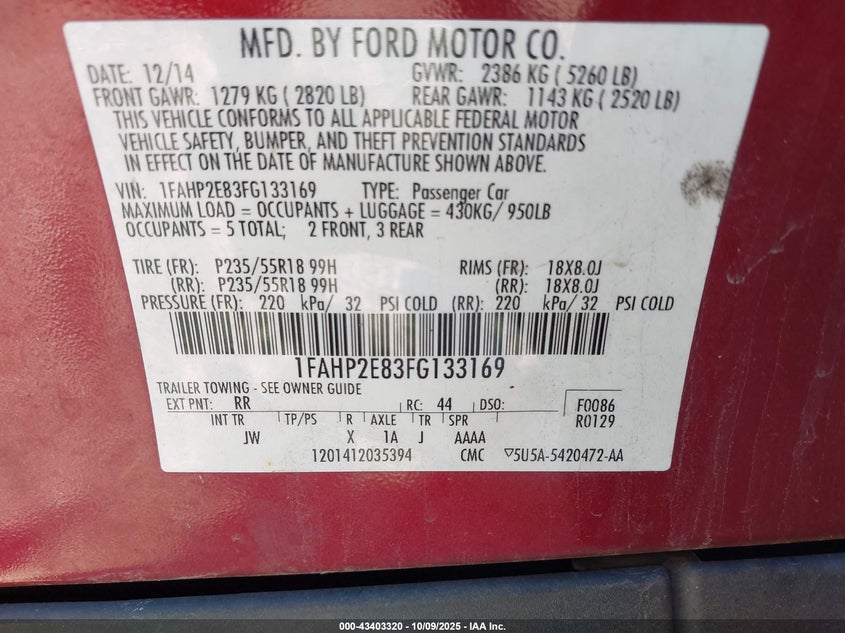 MFD. BY FORD MOTOR CO.
DATE: 12/14 GVWR: 2386 KG ( 5260 LB)
FRONT GAWR: 1279 KG ( 2820 LB) REAR GAWR: 1143 KG ( 2520 LB)
THIS VEHICLE CONFORMS TO ALL APPLICABLE FEDERAL MOTOR
VEHICLE SAFETY, BUMPER, AND THEFT PREVENTION STANDARDS
IN EFFECT ON THE DATE OF MANUFACTURE SHOWN ABOVE.
VIN: 1FAHP2E83FG133169 TYPE: Passenger Car
MAXIMUM LOAD = OCCUPANTS + LUGGAGE = 430KG/ 950LB
OCCUPANTS = 5 TOTAL; 2 FRONT, 3 REAR
TIRE (FR): P235/55R18 99H RIMS (FR): 18X8.0J
(RR): P235/55R18 99H (RR): 18X8.0J
PRESSURE (FR): 220 kPa/ 32 PSI COLD (RR): 220 kPa/ 32 PSI COLD
1FAHP2E83FG133169
TRAILER TOWING - SEE OWNER GUIDE
EXT PNT: RR RC: 44 DSO: F0086
INT TR TP/PS R AXLE TR SPR R0129
JW X 1A J AAAA
1201412035394 CMC ▽5U5A-5420472-AA
000-43403320 - 10/09/2025 - IAA Inc.